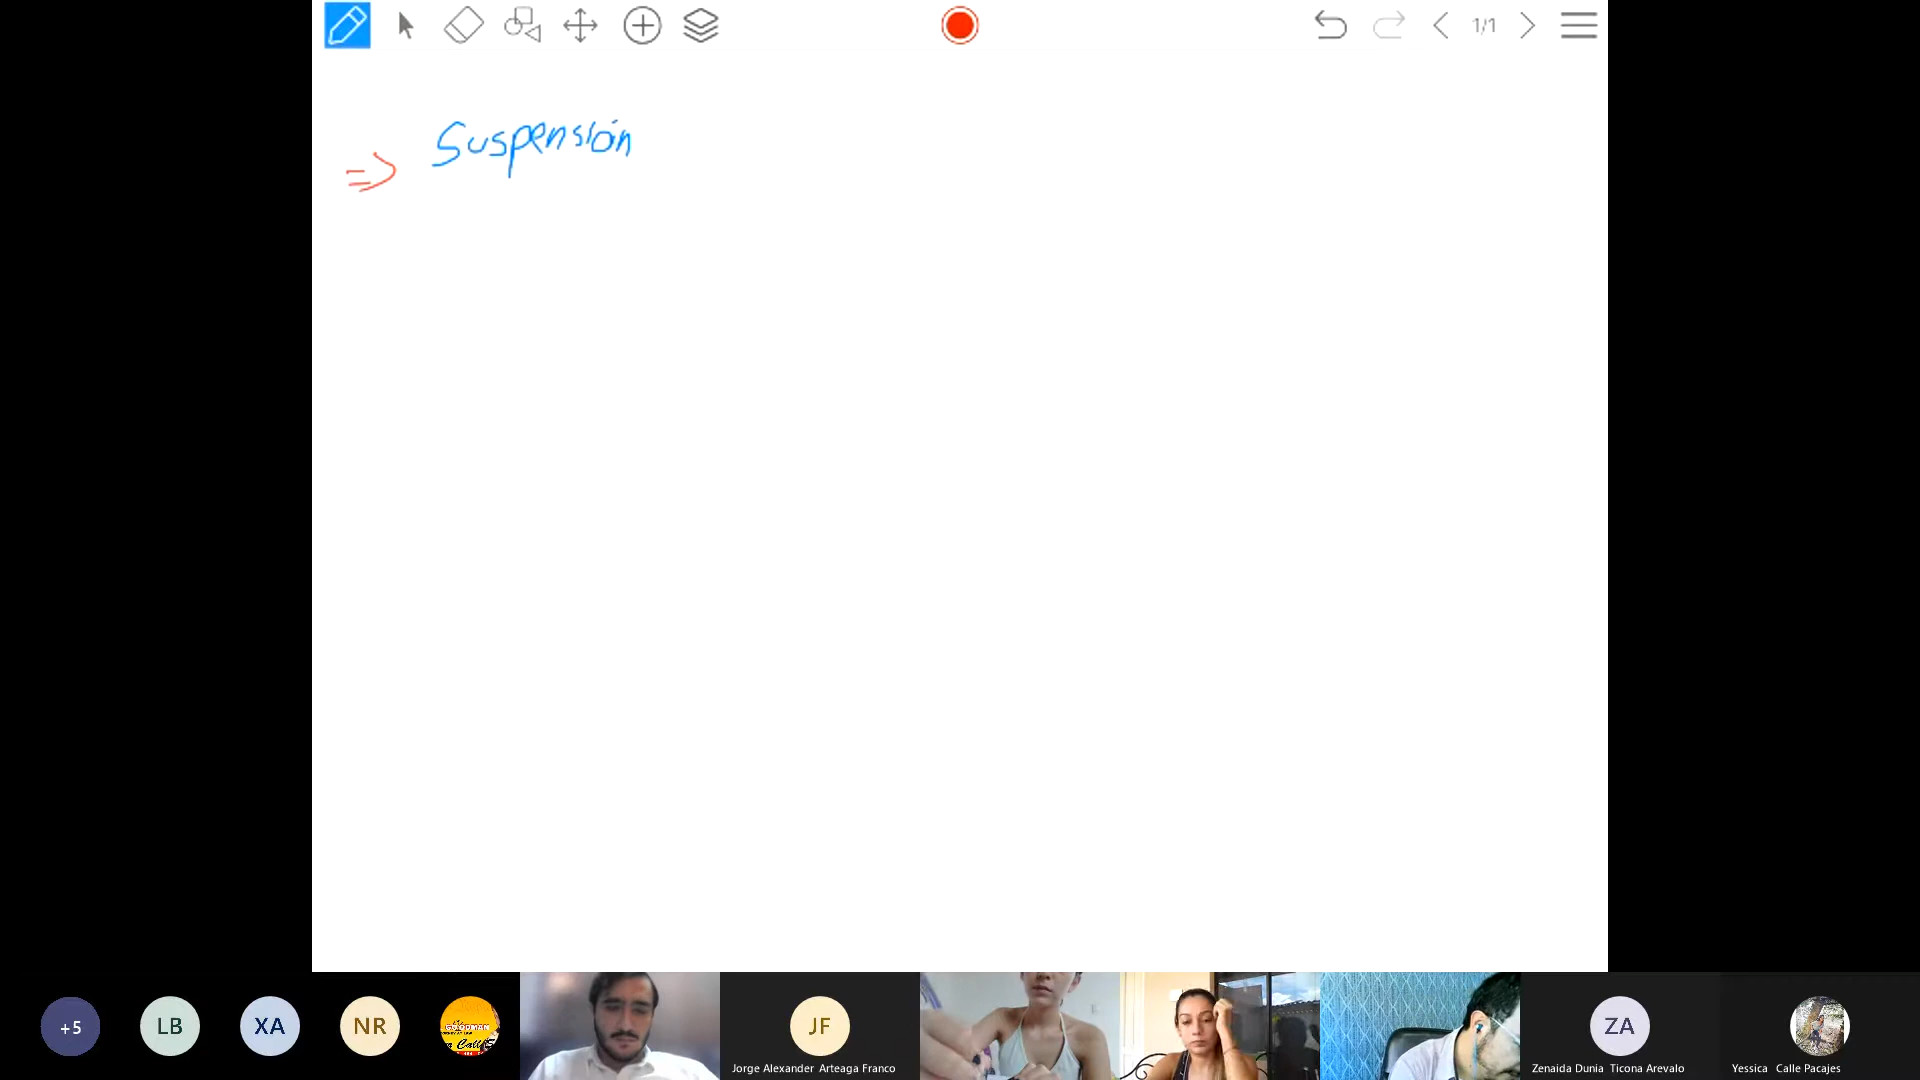 1/1
=> Suspensión
+5
LB
XA
NR
GOODMAN
JF
Jorge Alexander Arteaga Franco
ZA
Zenaida Dunia Ticona Arevalo
Yessica Calle Pacajes